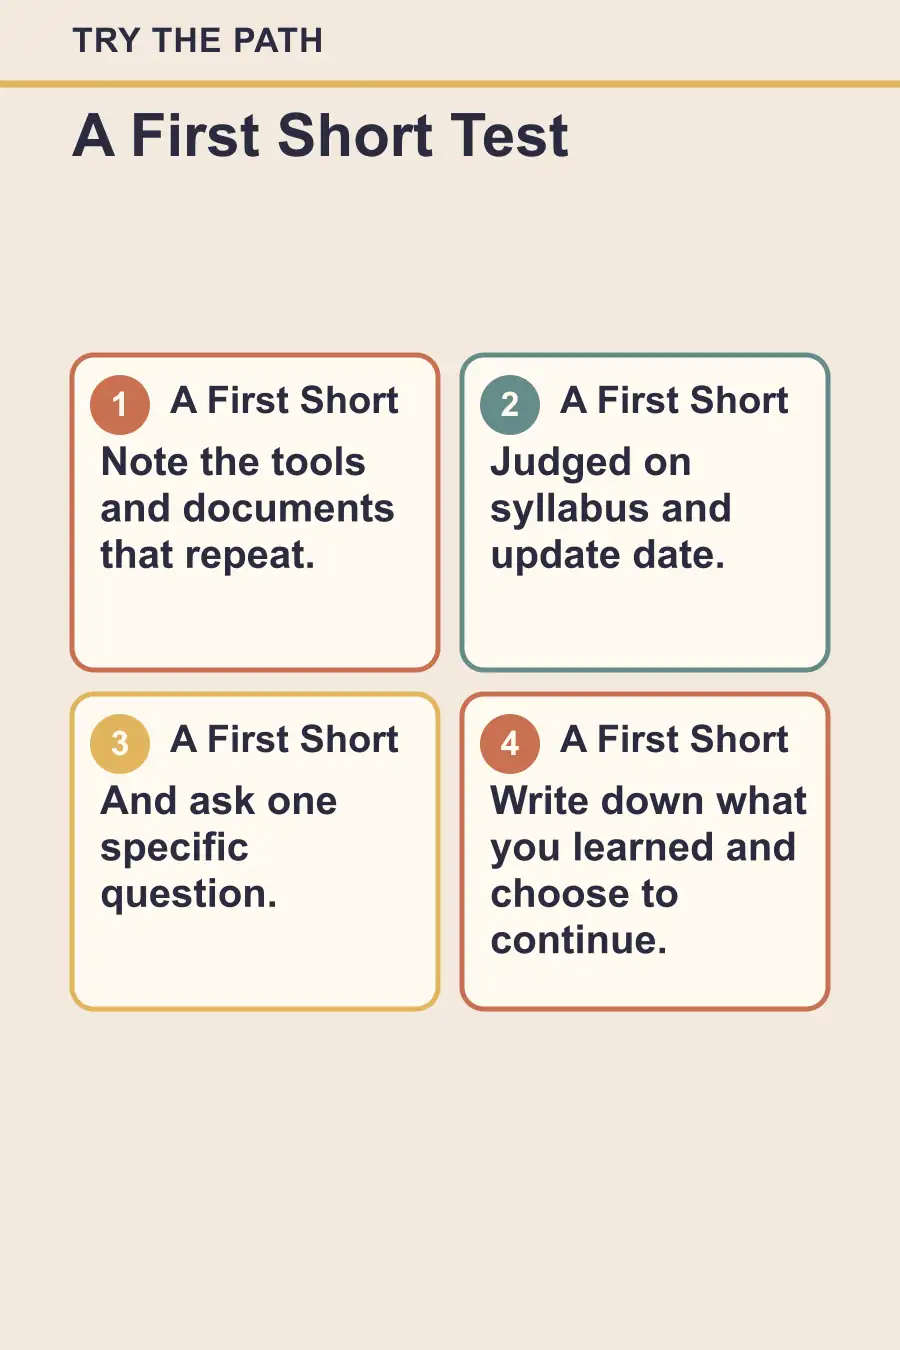 TRY THE PATH
A First Short Test
1 A First Short
Note the tools
and documents
that repeat.
2 A First Short
Judged on
syllabus and
update date.
3 A First Short
And ask one
specific
question.
4 A First Short
Write down what
you learned and
choose to
continue.